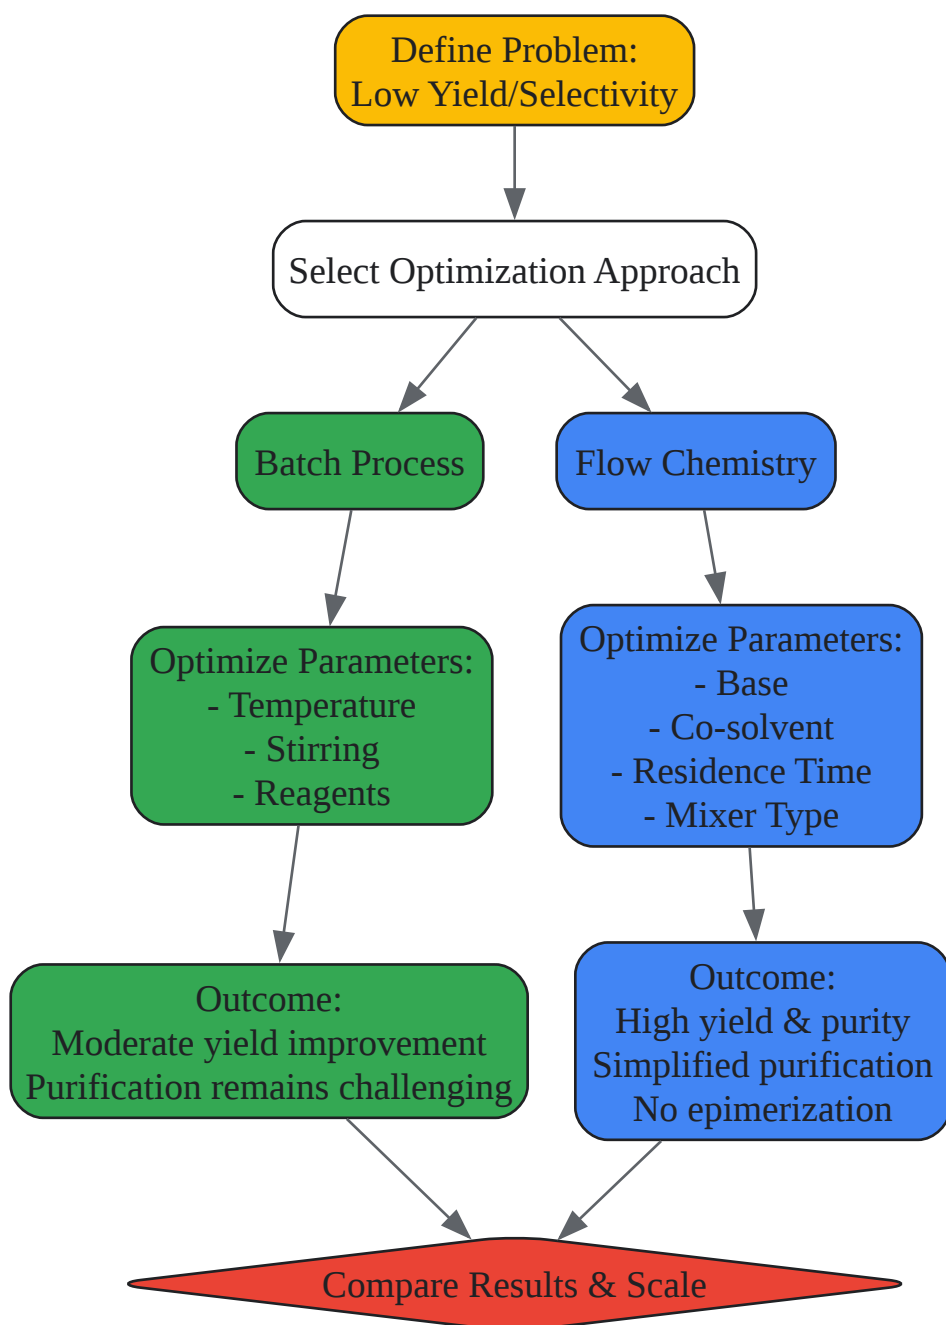 Define Problem:
Low Yield/Selectivity
Select Optimization Approach
Batch Process
Flow Chemistry
Optimize Parameters:
- Temperature
- Stirring
- Reagents
Optimize Parameters:
- Base
- Co-solvent
- Residence Time
- Mixer Type
Outcome:
Moderate yield improvement
Purification remains challenging
Outcome:
High yield & purity
Simplified purification
No epimerization
Compare Results & Scale